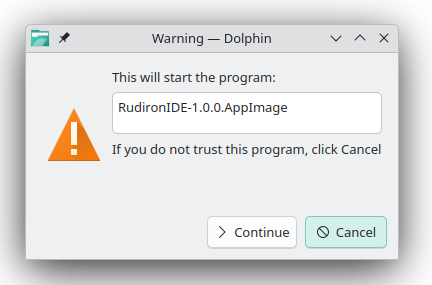 Warning — Dolphin
This will start the program:
RudironIDE-1.0.0.AppImage
If you do not trust this program, click Cancel
Continue
Cancel